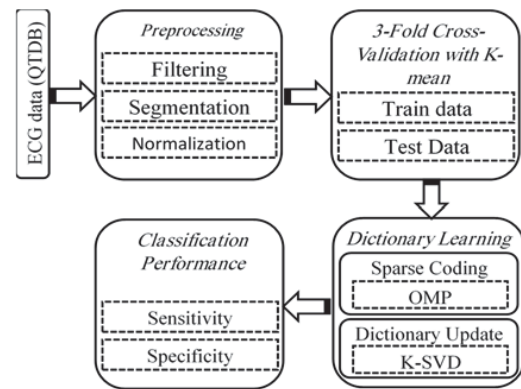 ECG data (QTDB)
Preprocessing
Filtering
Segmentation
Normalization
3-Fold Cross-
Validation with K-
mean
Train data
Test Data
Dictionary Learning
Sparse Coding
OMP
Dictionary Update
K-SVD
Classification
Performance
Sensitivity
Specificity